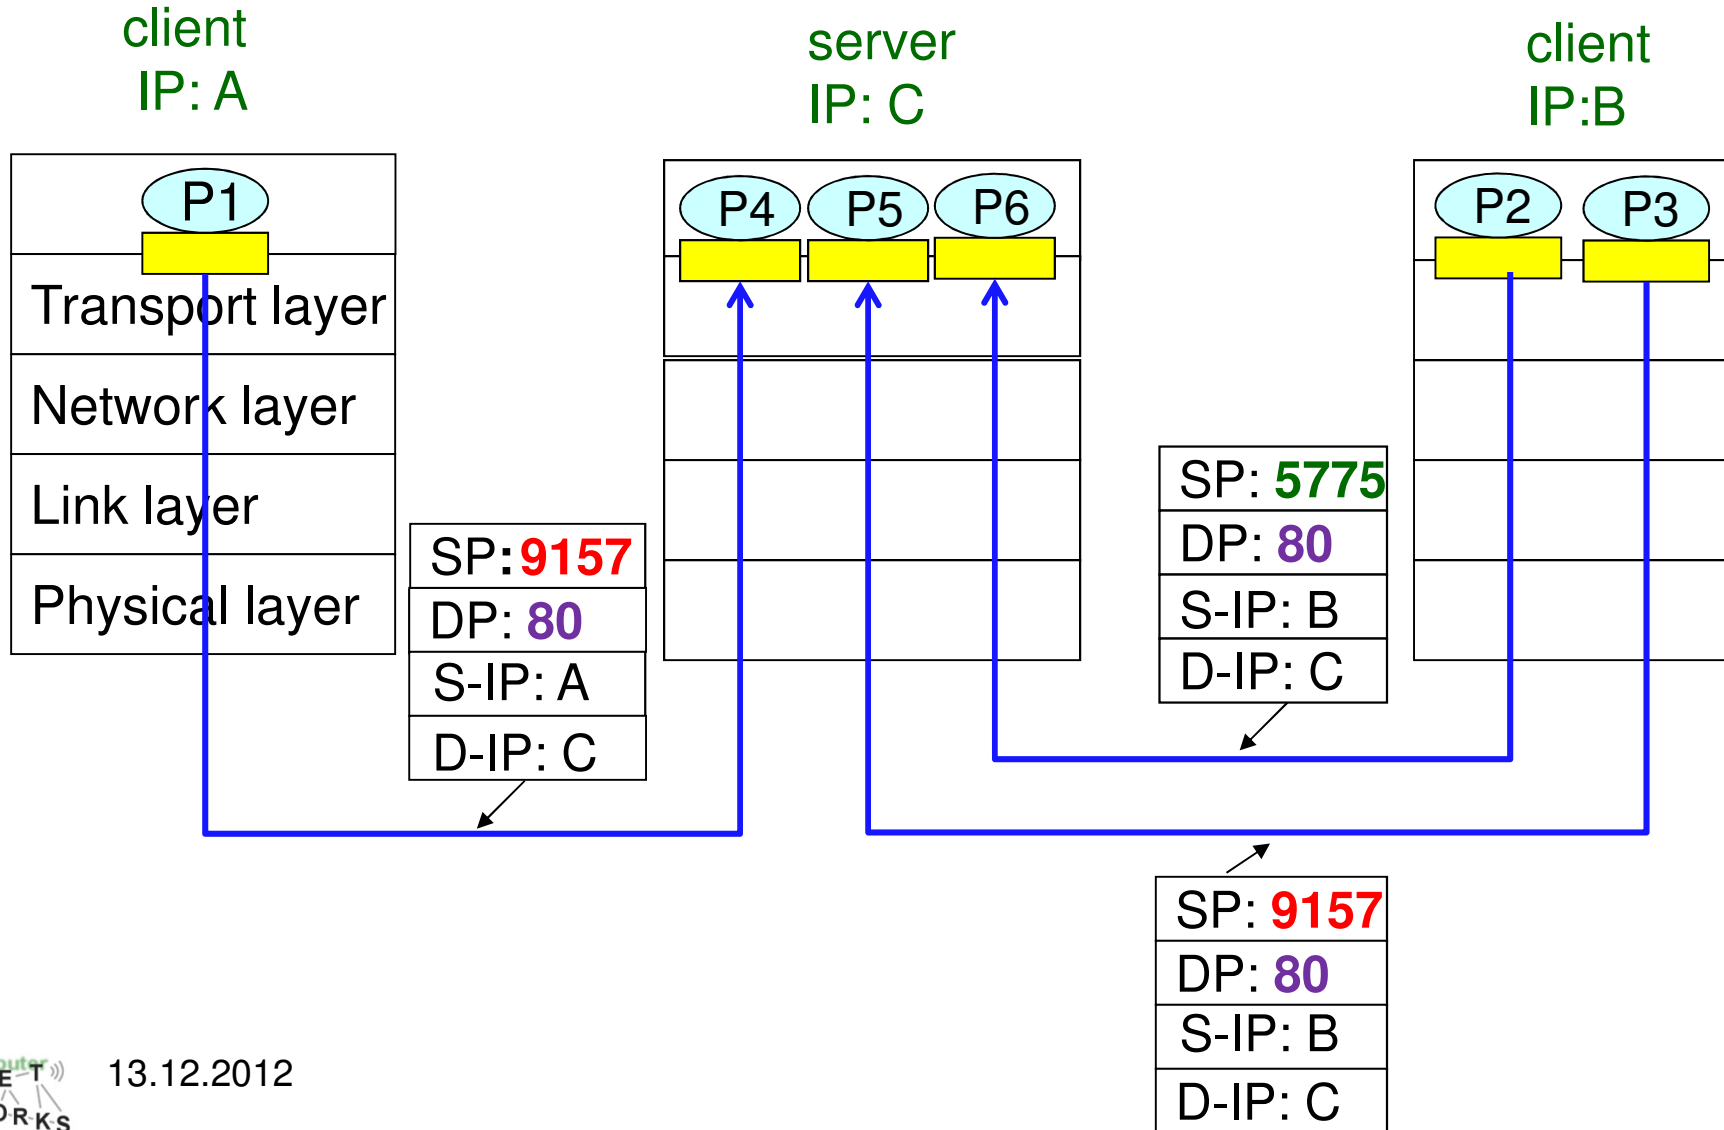 client
IP: A
server
IP: C
client
IP:B
P1
P4
P5
P6
P2
P3
Transport layer
Network layer
Link layer
Physical layer
SP:9157
DP: 80
S-IP: A
D-IP: C
SP: 5775
DP: 80
S-IP: B
D-IP: C
SP: 9157
DP: 80
S-IP: B
D-IP: C
13.12.2012